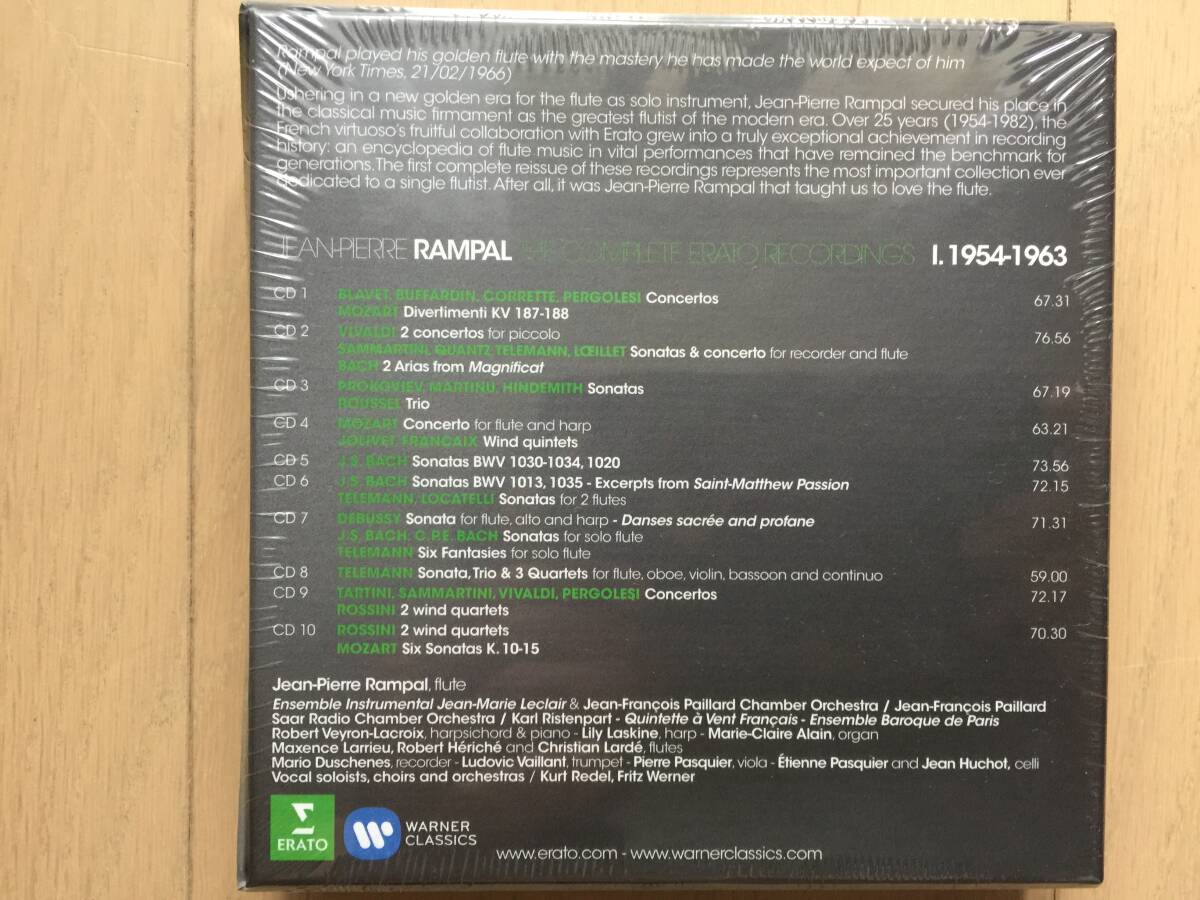 Rampal played his golden flute with the mastery he has made the world expect of him
(New York Times, 21/02/1966)
Ushering in a new golden era for the flute as solo instrument, Jean-Pierre Rampal secured his place in
the classical music firmament as the greatest flutist of the modern era. Over 25 years (1954-1982), the
French virtuoso's fruitful collaboration with Erato grew into a truly exceptional achievement in recording
history: an encyclopedia of flute music in vital performances that have remained the benchmark for
generations. The first complete reissue of these recordings represents the most important collection ever
dedicated to a single flutist. After all, it was Jean-Pierre Rampal that taught us to love the flute.
JEAN-PIERRE RAMPAL THE COMPLETE ERATO RECORDINGS I. 1954-1963
CD 1 BLAVET, BUFFARDIN, CORRETTE, PERGOLESI Concertos 67.31
MOZART Divertimenti KV 187-188
CD 2 VIVALDI 2 concertos for piccolo 76.56
SAMMARTINI, QUANTZ, TELEMANN, LŒILLET Sonatas & concerto for recorder and flute
BACH 2 Arias from Magnificat
CD 3 PROKOVIEV, MARTINU, HINDEMITH Sonatas 67.19
ROUSSEL Trio
CD 4 MOZART Concerto for flute and harp 63.21
JOLIVET, FRANCAIX Wind quintets
CD 5 J.S. BACH Sonatas BWV 1030-1034, 1020 73.56
CD 6 J.S. BACH Sonatas BWV 1013, 1035 - Excerpts from Saint-Matthew Passion 72.15
TELEMANN, LOCATELLI Sonatas for 2 flutes
CD 7 DEBUSSY Sonata for flute, alto and harp - Danses sacrée and profane 71.31
J.S. BACH, C.P.E. BACH Sonatas for solo flute
TELEMANN Six Fantasies for solo flute
CD 8 TELEMANN Sonata, Trio & 3 Quartets for flute, oboe, violin, bassoon and continuo 59.00
CD 9 TARTINI, SAMMARTINI, VIVALDI, PERGOLESI Concertos 72.17
ROSSINI 2 wind quartets
CD 10 ROSSINI 2 wind quartets 70.30
MOZART Six Sonatas K. 10-15
Jean-Pierre Rampal, flute
Ensemble Instrumental Jean-Marie Leclair & Jean-François Paillard Chamber Orchestra / Jean-François Paillard
Saar Radio Chamber Orchestra / Karl Ristenpart - Quintette à Vent Français - Ensemble Baroque de Paris
Robert Veyron-Lacroix, harpsichord & piano - Lily Laskine, harp - Marie-Claire Alain, organ
Maxence Larrieu, Robert Hériché and Christian Lardé, flutes
Mario Duschenes, recorder - Ludovic Vaillant, trumpet - Pierre Pasquier, viola - Étienne Pasquier and Jean Huchot, celli
Vocal soloists, choirs and orchestras / Kurt Redel, Fritz Werner
ERATO
WARNER
CLASSICS
www.erato.com - www.warnerclassics.com